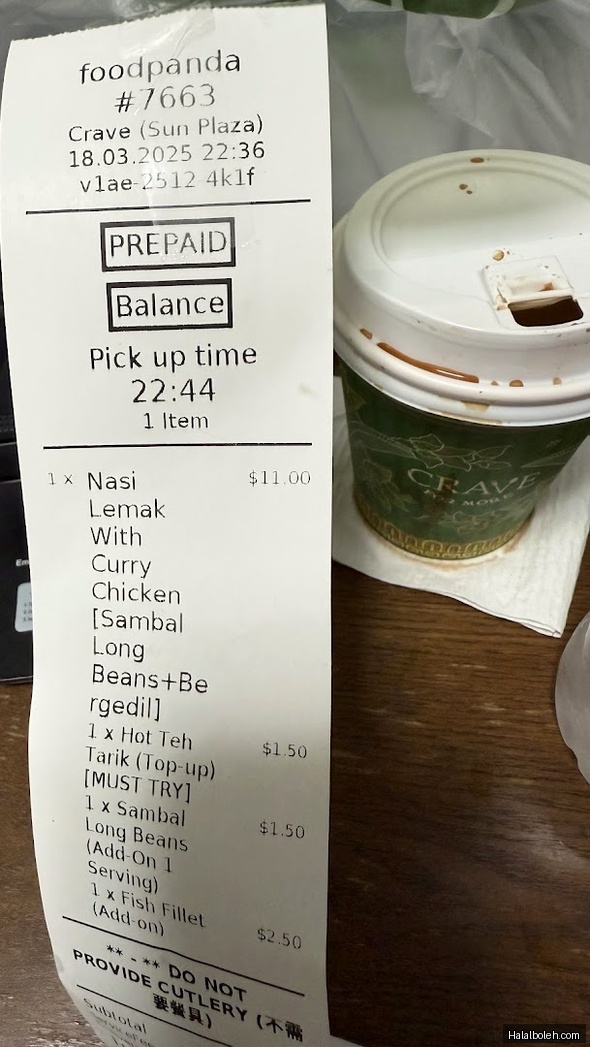 foodpanda
#7663
Crave (Sun Plaza)
18.03.2025 22:36
v1ae-2512-4k1f
PREPAID
Balance
Pick up time
22:44
1 Item
1 x Nasi $11.00
Lemak
With
Curry
Chicken
[Sambal
Long
Beans+Be
rgedil]
1 x Hot Teh $1.50
Tarik (Top-up)
[MUST TRY]
1 x Sambal $1.50
Long Beans
(Add-On 1
Serving)
1 x Fish Fillet $2.50
(Add-on)
** - ** DO NOT
PROVIDE CUTLERY (不需
要餐具)
Subtotal
CRAVE
Halalboleh.com